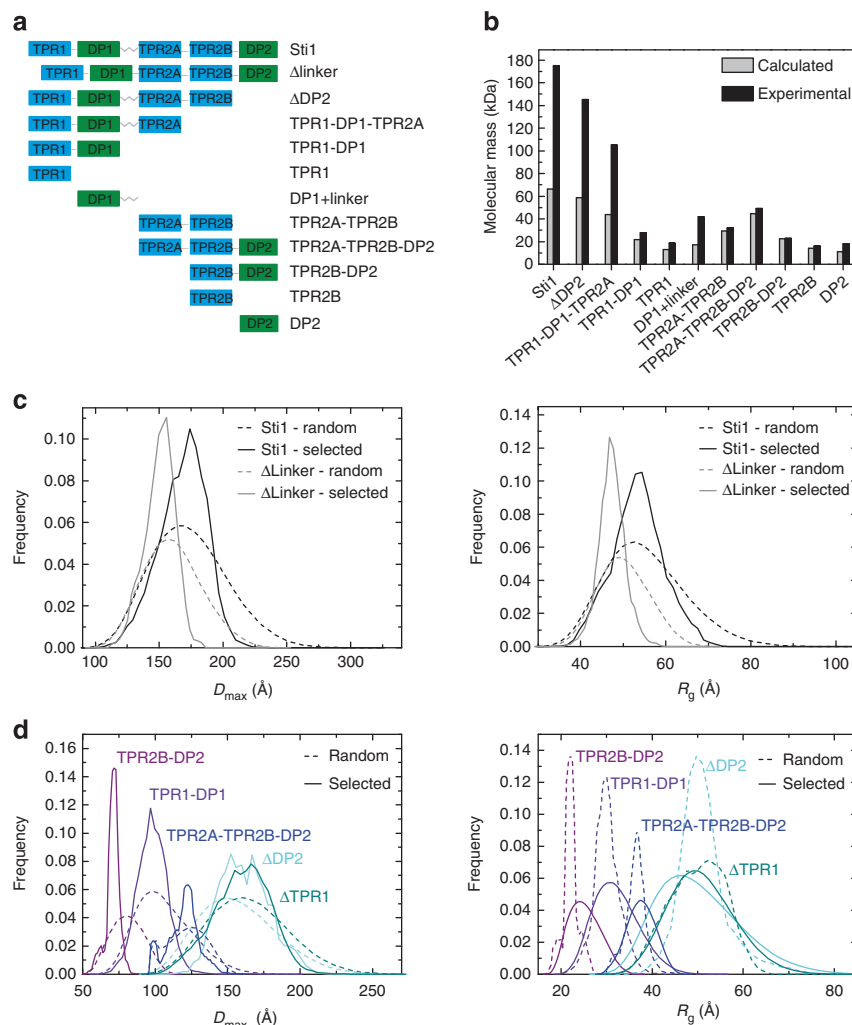 a
TPR1 DP1 TPR2A TPR2B DP2 Sti1
TPR1 DP1 TPR2A TPR2B DP2 Δlinker
TPR1 DP1 TPR2A TPR2B ΔDP2
TPR1 DP1 TPR2A TPR1-DP1-TPR2A
TPR1 DP1 TPR1-DP1
TPR1 TPR1
DP1 DP1+linker
TPR2A TPR2B TPR2A-TPR2B
TPR2A TPR2B DP2 TPR2A-TPR2B-DP2
TPR2B DP2 TPR2B-DP2
TPR2B TPR2B
DP2 DP2
b
Molecular mass (kDa)
180
160
140
120
100
80
60
40
20
0
Calculated
Experimental
Sti1
ΔDP2
TPR1-DP1-TPR2A
TPR1-DP1
TPR1
DP1+linker
TPR2A-TPR2B
TPR2A-TPR2B-DP2
TPR2B-DP2
TPR2B
DP2
c
Frequency
0.10
0.08
0.06
0.04
0.02
0.00
Sti1 - random
Sti1 - selected
ΔLinker - random
ΔLinker - selected
100 150 200 250 300
Dmax (Å)
Frequency
0.14
0.12
0.10
0.08
0.06
0.04
0.02
0.00
Sti1 - random
Sti1- selected
ΔLinker - random
ΔLinker - selected
40 60 80 100
Rg (Å)
d
Frequency
0.16
0.14
0.12
0.10
0.08
0.06
0.04
0.02
0.00
TPR2B-DP2
Random
Selected
TPR1-DP1
TPR2A-TPR2B-DP2
ΔDP2
ΔTPR1
50 100 150 200 250
Dmax (Å)
Frequency
0.14
0.12
0.10
0.08
0.06
0.04
0.02
0.00
TPR2B-DP2
Random
ΔDP2
TPR1-DP1
Selected
TPR2A-TPR2B-DP2
ΔTPR1
20 40 60 80
Rg (Å)